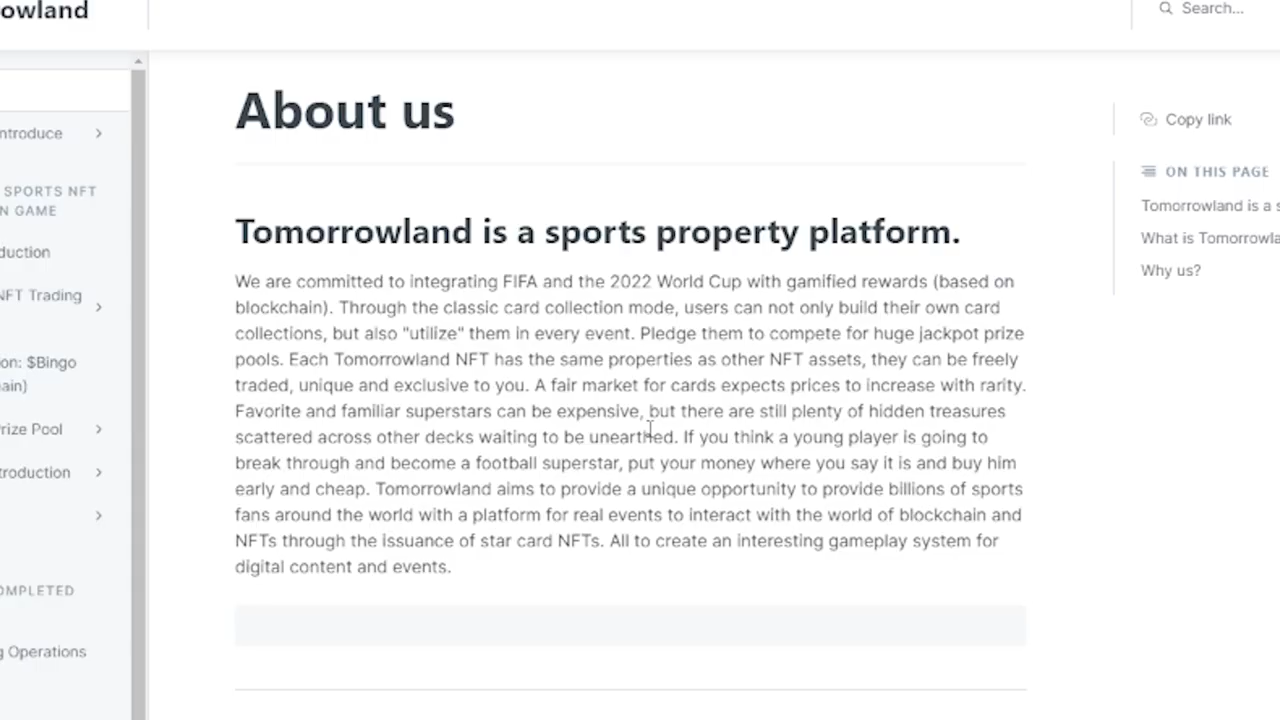 owland
Search...
ntroduce
SPORTS NFT
N GAME
duction
NFT Trading
on: $Bingo
ain)
Prize Pool
troduction
OMPLETED
g Operations
About us
Tomorrowland is a sports property platform.
We are committed to integrating FIFA and the 2022 World Cup with gamified rewards (based on
blockchain). Through the classic card collection mode, users can not only build their own card
collections, but also "utilize" them in every event. Pledge them to compete for huge jackpot prize
pools. Each Tomorrowland NFT has the same properties as other NFT assets, they can be freely
traded, unique and exclusive to you. A fair market for cards expects prices to increase with rarity.
Favorite and familiar superstars can be expensive, but there are still plenty of hidden treasures
scattered across other decks waiting to be unearthed. If you think a young player is going to
break through and become a football superstar, put your money where you say it is and buy him
early and cheap. Tomorrowland aims to provide a unique opportunity to provide billions of sports
fans around the world with a platform for real events to interact with the world of blockchain and
NFTs through the issuance of star card NFTs. All to create an interesting gameplay system for
digital content and events.
Copy link
ON THIS PAGE
Tomorrowland is a s
What is Tomorrowla
Why us?